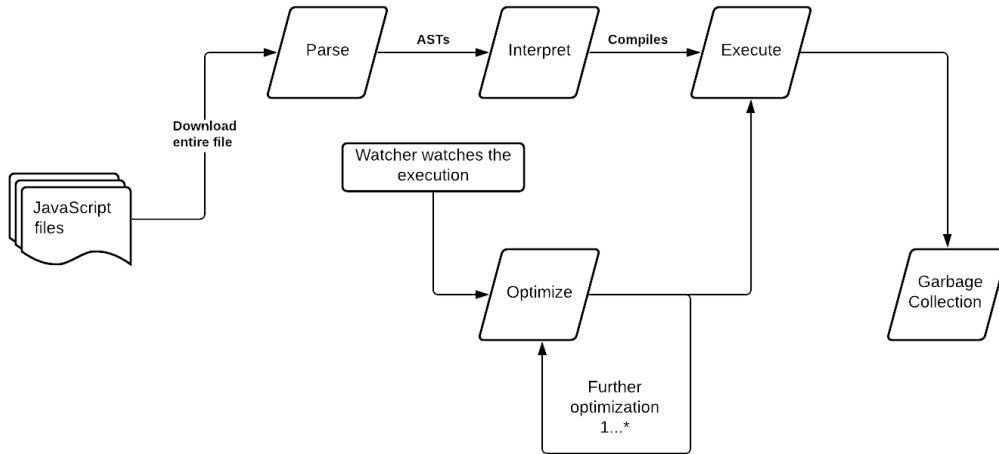 Parse
ASTs
Interpret
Compiles
Execute
Download
entire file
Watcher watches the
execution
JavaScript
files
Optimize
Garbage
Collection
Further
optimization
1...*